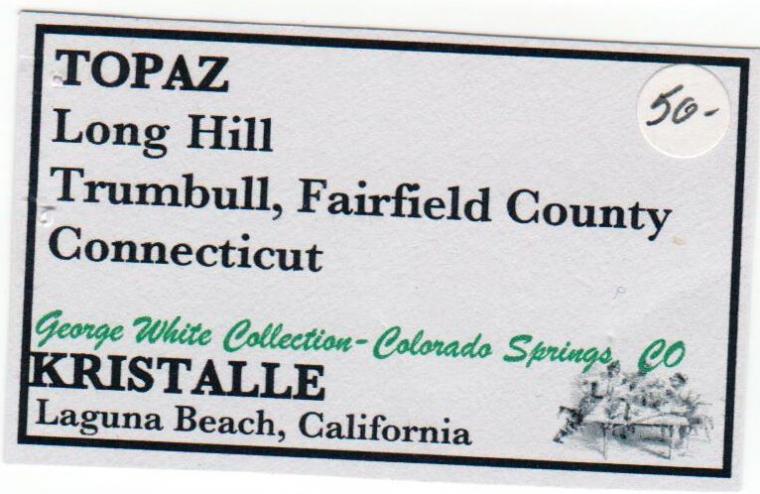 TOPAZ
50-
Long Hill
Trumbull, Fairfield County
Connecticut
George White Collection-Colorado Springs, CO
KRISTALLE
Laguna Beach, California